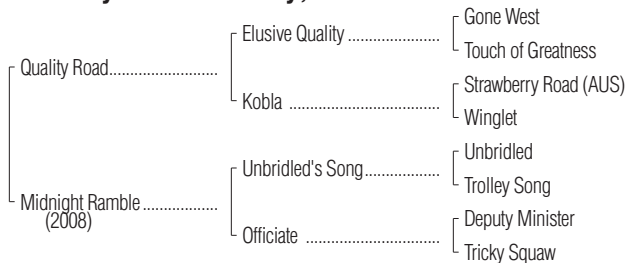 Gone West
Elusive Quality ....................
Touch of Greatness
Quality Road........................
Strawberry Road (AUS)
Kobla .................................
Winglet
Unbridled
Unbridled's Song.................
Trolley Song
Midnight Ramble .................
(2008)
Deputy Minister
Officiate ..............................
Tricky Squaw